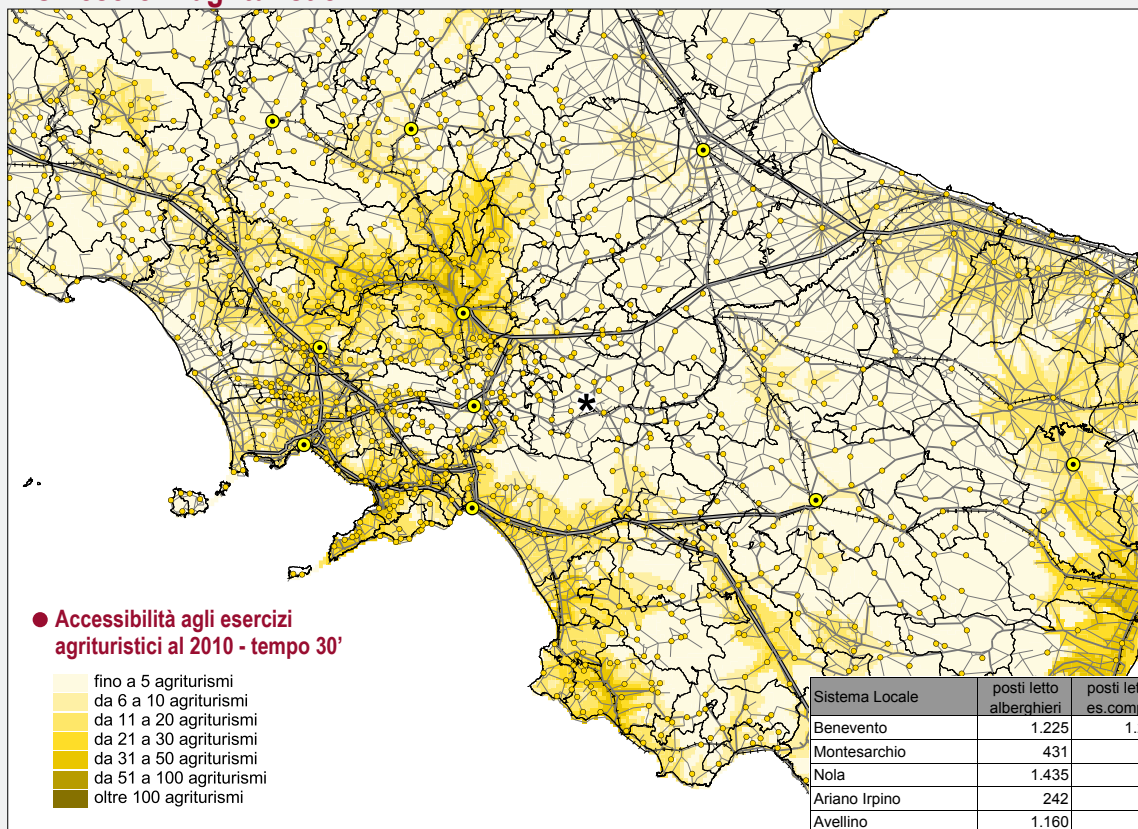 ● Accessibilità agli esercizi
agrituristici al 2010 - tempo 30’
fino a 5 agriturismi
da 6 a 10 agriturismi
da 11 a 20 agriturismi
da 21 a 30 agriturismi
da 31 a 50 agriturismi
da 51 a 100 agriturismi
oltre 100 agriturismi
*
Sistema Locale posti letto alberghieri posti
Benevento 1.225
Montesarchio 431
Nola 1.435
Ariano Irpino 242
Avellino 1.160